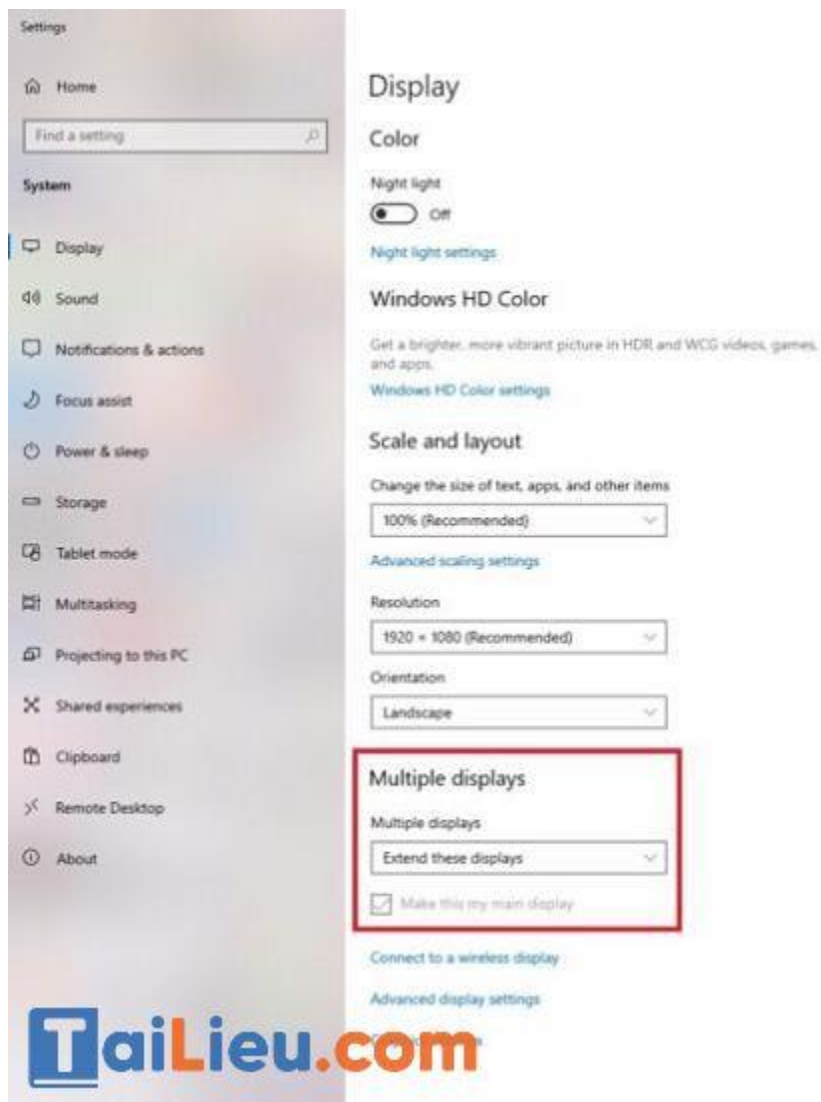 Settings
Home
Find a setting
System
Display
Sound
Notifications & actions
Focus assist
Power & sleep
Storage
Tablet mode
Multitasking
Projecting to this PC
Shared experiences
Clipboard
Remote Desktop
About
Display
Color
Night light
Off
Night light settings
Windows HD Color
Get a brighter, more vibrant picture in HDR and WCG videos, games,
and apps.
Windows HD Color settings
Scale and layout
Change the size of text, apps, and other items
100% (Recommended)
Advanced scaling settings
Resolution
1920 × 1080 (Recommended)
Orientation
Landscape
Multiple displays
Multiple displays
Extend these displays
Make this my main display
Connect to a wireless display
Advanced display settings
TaiLieu.com